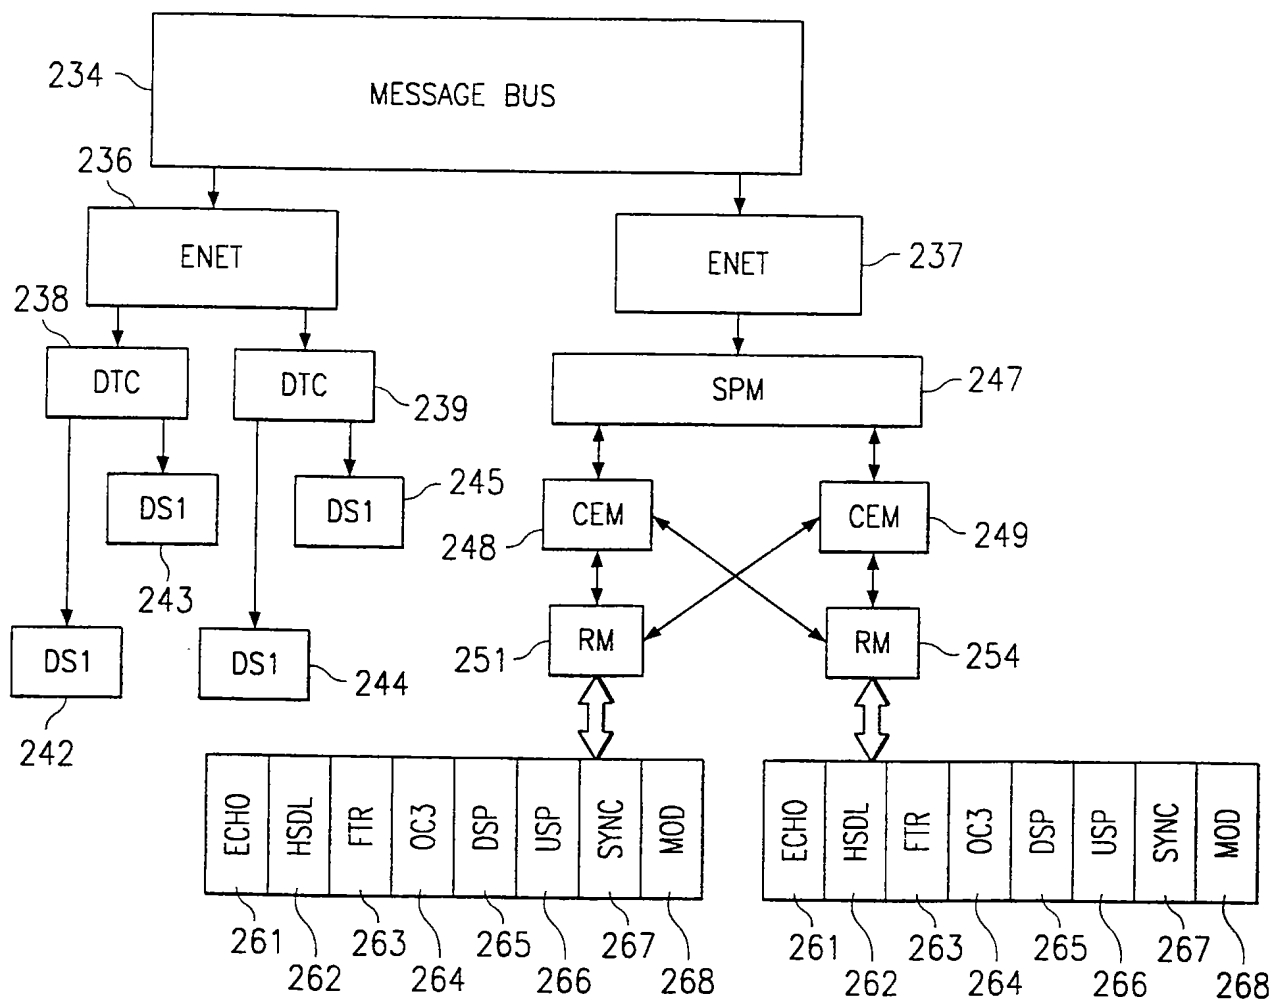 234
MESSAGE BUS
236
ENET
ENET
237
238
DTC
DTC
239
SPM
247
DS1
243
DS1
245
CEM
248
CEM
249
DS1
242
DS1
244
RM
251
RM
254
ECHO
HSDL
FTR
OC3
DSP
USP
SYNC
MOD
ECHO
HSDL
FTR
OC3
DSP
USP
SYNC
MOD
261
262
263
264
265
266
267
268
261
262
263
264
265
266
267
268